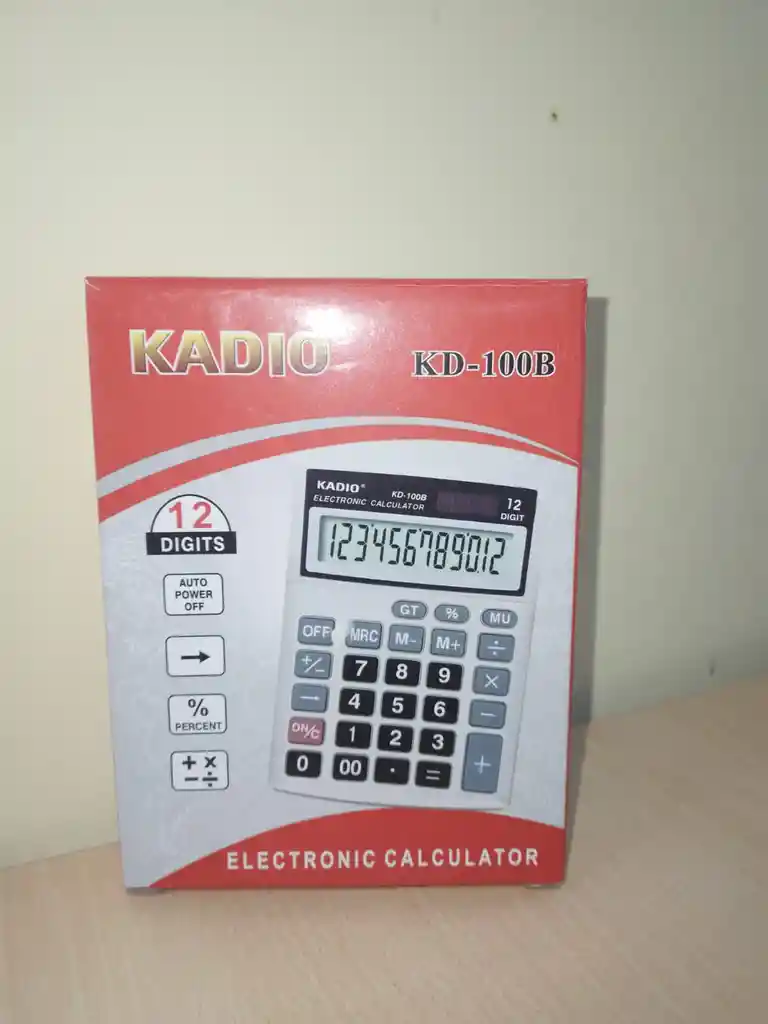 KADIO
KD-100B
KADIO®
KD-100B
ELECTRONIC CALCULATOR
12
DIGIT
123456789012
12
DIGITS
AUTO
POWER
OFF
→
%
PERCENT
+ ×
− ÷
GT % MU
OFF MRC M- M+ ÷
+/− 7 8 9 ×
→ 4 5 6 −
ON/C 1 2 3 +
0 00 . =
ELECTRONIC CALCULATOR